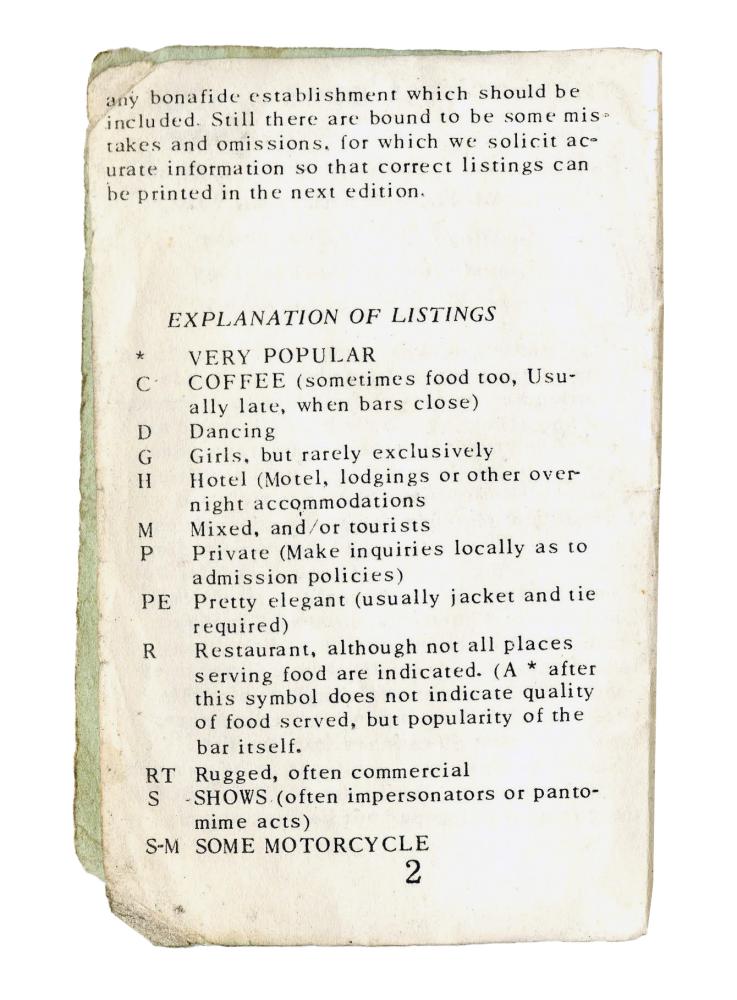 any bonafide establishment which should be
included. Still there are bound to be some mis-
takes and omissions, for which we solicit ac-
urate information so that correct listings can
be printed in the next edition.
EXPLANATION OF LISTINGS
* VERY POPULAR
C COFFEE (sometimes food too, Usu-
ally late, when bars close)
D Dancing
G Girls, but rarely exclusively
H Hotel (Motel, lodgings or other over-
night accommodations
M Mixed, and/or tourists
P Private (Make inquiries locally as to
admission policies)
PE Pretty elegant (usually jacket and tie
required)
R Restaurant, although not all places
serving food are indicated. (A * after
this symbol does not indicate quality
of food served, but popularity of the
bar itself.
RT Rugged, often commercial
S -SHOWS (often impersonators or panto-
mime acts)
S-M SOME MOTORCYCLE
2